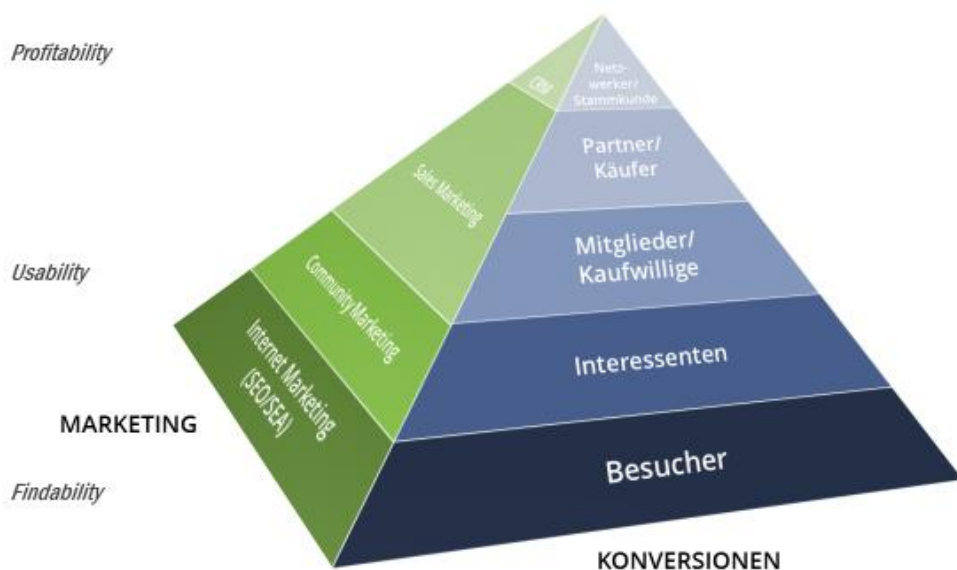 Profitability
CRM
Netz-
werker/
Stammkunde
Partner/
Käufer
Sales Marketing
Mitglieder/
Kaufwillige
Usability
Community Marketing
Interessenten
Internet Marketing
(SEO/SEA)
MARKETING
Besucher
Findability
KONVERSIONEN